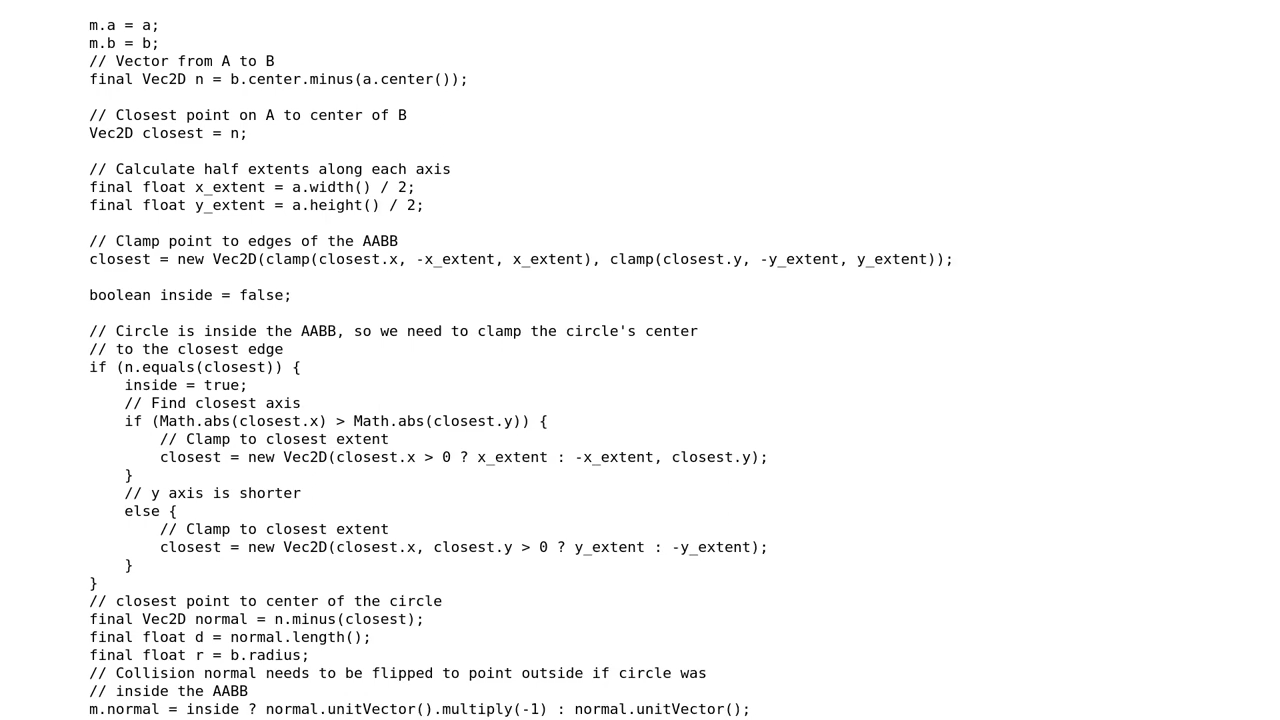 m.a = a;
m.b = b;
// Vector from A to B
final Vec2D n = b.center.minus(a.center());
// Closest point on A to center of B
Vec2D closest = n;
// Calculate half extents along each axis
final float x_extent = a.width() / 2;
final float y_extent = a.height() / 2;
// Clamp point to edges of the AABB
closest = new Vec2D(clamp(closest.x, -x_extent, x_extent), clamp(closest.y, -y_extent, y_extent));
boolean inside = false;
// Circle is inside the AABB, so we need to clamp the circle's center
// to the closest edge
if (n.equals(closest)) {
    inside = true;
    // Find closest axis
    if (Math.abs(closest.x) > Math.abs(closest.y)) {
        // Clamp to closest extent
        closest = new Vec2D(closest.x > 0 ? x_extent : -x_extent, closest.y);
    }
    // y axis is shorter
    else {
        // Clamp to closest extent
        closest = new Vec2D(closest.x, closest.y > 0 ? y_extent : -y_extent);
    }
}
// closest point to center of the circle
final Vec2D normal = n.minus(closest);
final float d = normal.length();
final float r = b.radius;
// Collision normal needs to be flipped to point outside if circle was
// inside the AABB
m.normal = inside ? normal.unitVector().multiply(-1) : normal.unitVector();